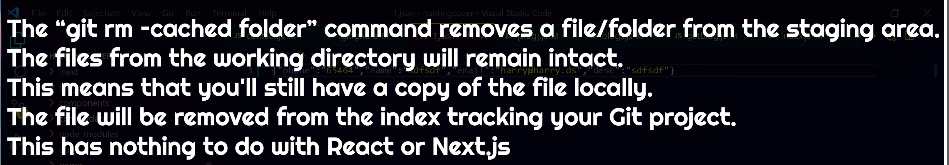 The “git rm -cached folder” command removes a file/folder from the staging area.
The files from the working directory will remain intact.
This means that you'll still have a copy of the file locally.
The file will be removed from the index tracking your Git project.
This has nothing to do with React or Next.js